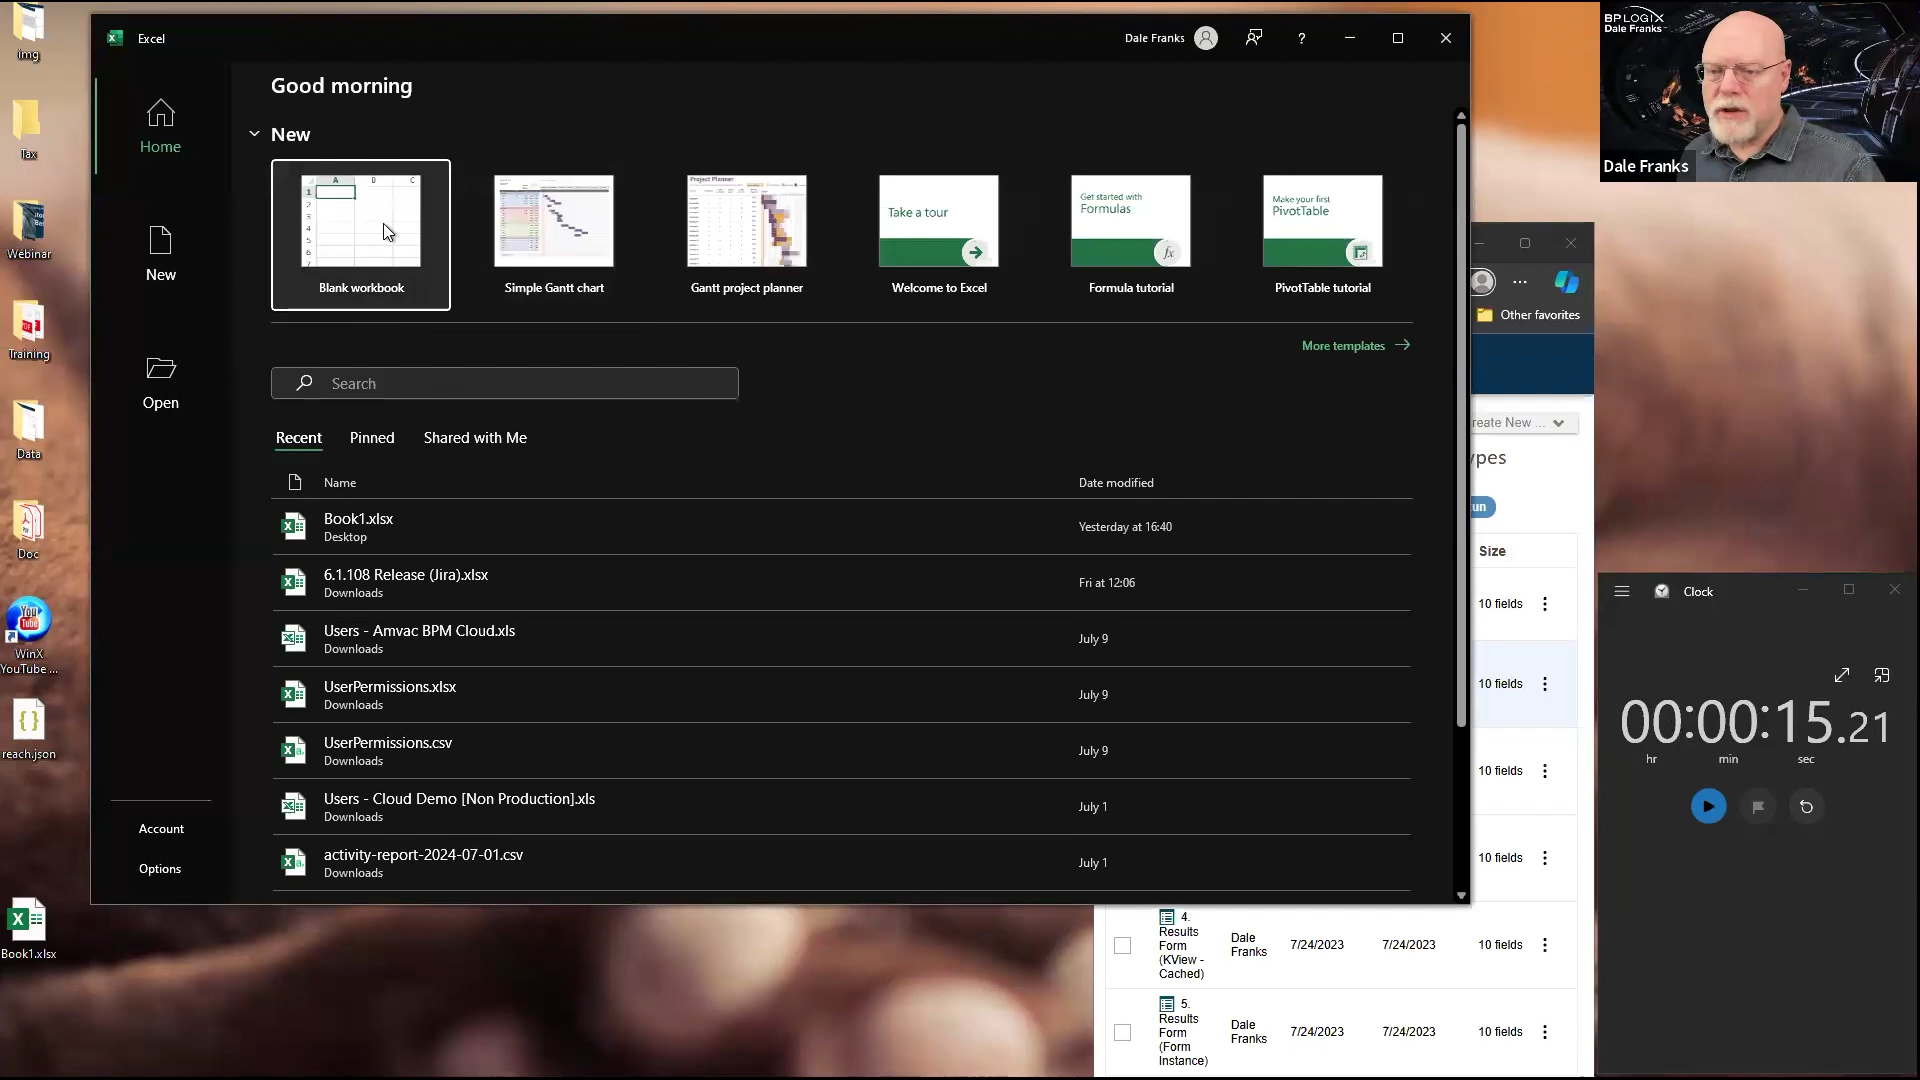 img
Tax
Webinar
Training
Data
Doc
WinX
YouTube ...
reach.json
Book1.xlsx
Excel
Dale Franks
Home
New
Open
Account
Options
Good morning
New
Blank workbook
Simple Gantt chart
Project Planner
Gantt project planner
Take a tour
Welcome to Excel
Get started with
Formulas
fx
Formula tutorial
Make your first
PivotTable
PivotTable tutorial
More templates
Search
Recent
Pinned
Shared with Me
Name
Date modified
Book1.xlsx
Desktop
Yesterday at 16:40
6.1.108 Release (Jira).xlsx
Downloads
Fri at 12:06
Users - Amvac BPM Cloud.xls
Downloads
July 9
UserPermissions.xlsx
Downloads
July 9
UserPermissions.csv
Downloads
July 9
Users - Cloud Demo [Non Production].xls
Downloads
July 1
activity-report-2024-07-01.csv
Downloads
July 1
BPLOGIX
Dale Franks
Dale Franks
Other favorites
reate New ...
ypes
un
Size
10 fields
10 fields
10 fields
10 fields
4.
Results
Form
(KView -
Cached)
Dale
Franks
7/24/2023
7/24/2023
10 fields
5.
Results
Form
(Form
Instance)
Dale
Franks
7/24/2023
7/24/2023
10 fields
Clock
00:00:15.21
hr
min
sec